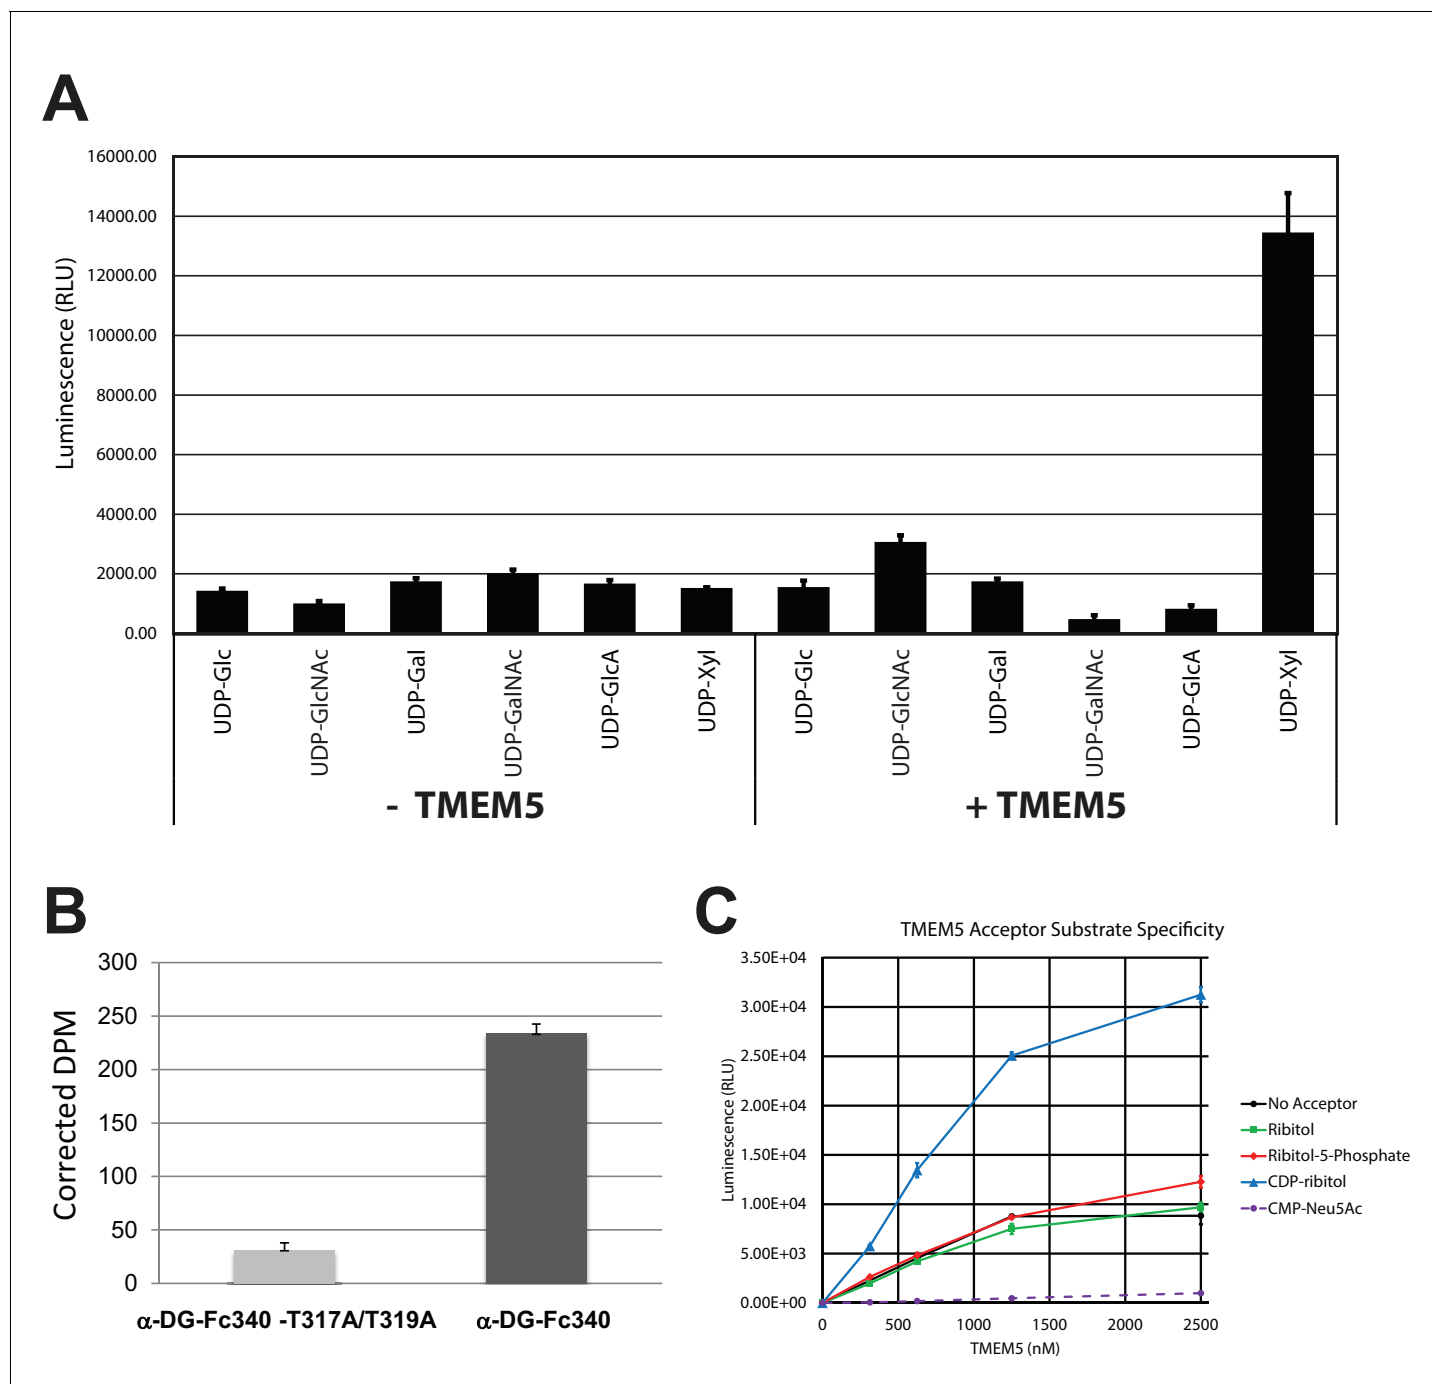 A
Luminescence (RLU)
16000.00
14000.00
12000.00
10000.00
8000.00
6000.00
4000.00
2000.00
0.00
UDP-Glc
UDP-GlcNAc
UDP-Gal
UDP-GalNAc
UDP-GlcA
UDP-Xyl
UDP-Glc
UDP-GlcNAc
UDP-Gal
UDP-GalNAc
UDP-GlcA
UDP-Xyl
- TMEM5
+ TMEM5
B
Corrected DPM
300
250
200
150
100
50
0
α-DG-Fc340 -T317A/T319A
α-DG-Fc340
C
TMEM5 Acceptor Substrate Specificity
Luminescence (RLU)
3.50E+04
3.00E+04
2.50E+04
2.00E+04
1.50E+04
1.00E+04
5.00E+03
0.00E+00
0
500
1000
1500
2000
2500
TMEM5 (nM)
No Acceptor
Ribitol
Ribitol-5-Phosphate
CDP-ribitol
CMP-Neu5Ac